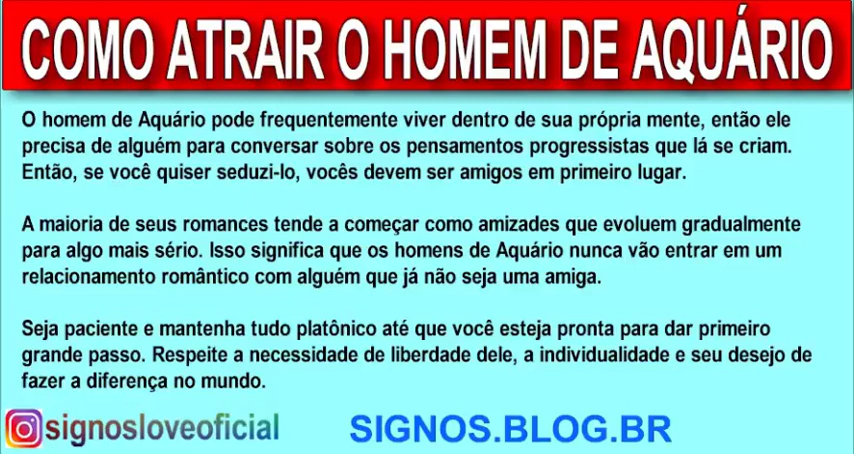 COMO ATRAIR O HOMEM DE AQUÁRIO
O homem de Aquário pode frequentemente viver dentro de sua própria mente, então ele
precisa de alguém para conversar sobre os pensamentos progressistas que lá se criam.
Então, se você quiser seduzi-lo, vocês devem ser amigos em primeiro lugar.
A maioria de seus romances tende a começar como amizades que evoluem gradualmente
para algo mais sério. Isso significa que os homens de Aquário nunca vão entrar em um
relacionamento romântico com alguém que já não seja uma amiga.
Seja paciente e mantenha tudo platônico até que você esteja pronta para dar primeiro
grande passo. Respeite a necessidade de liberdade dele, a individualidade e seu desejo de
fazer a diferença no mundo.
signosloveoficial SIGNOS.BLOG.BR